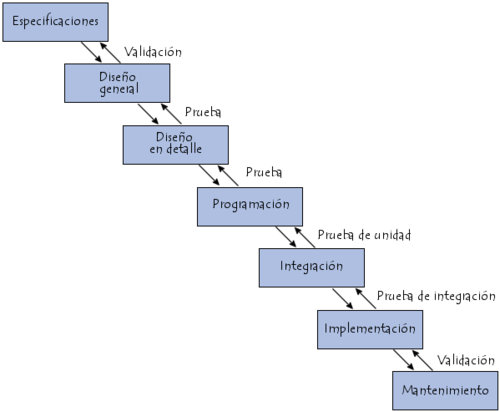 Especificaciones
Validación
Diseño
general
Prueba
Diseño
en detalle
Prueba
Programación
Prueba de unidad
Integración
Prueba de integración
Implementación
Validación
Mantenimiento